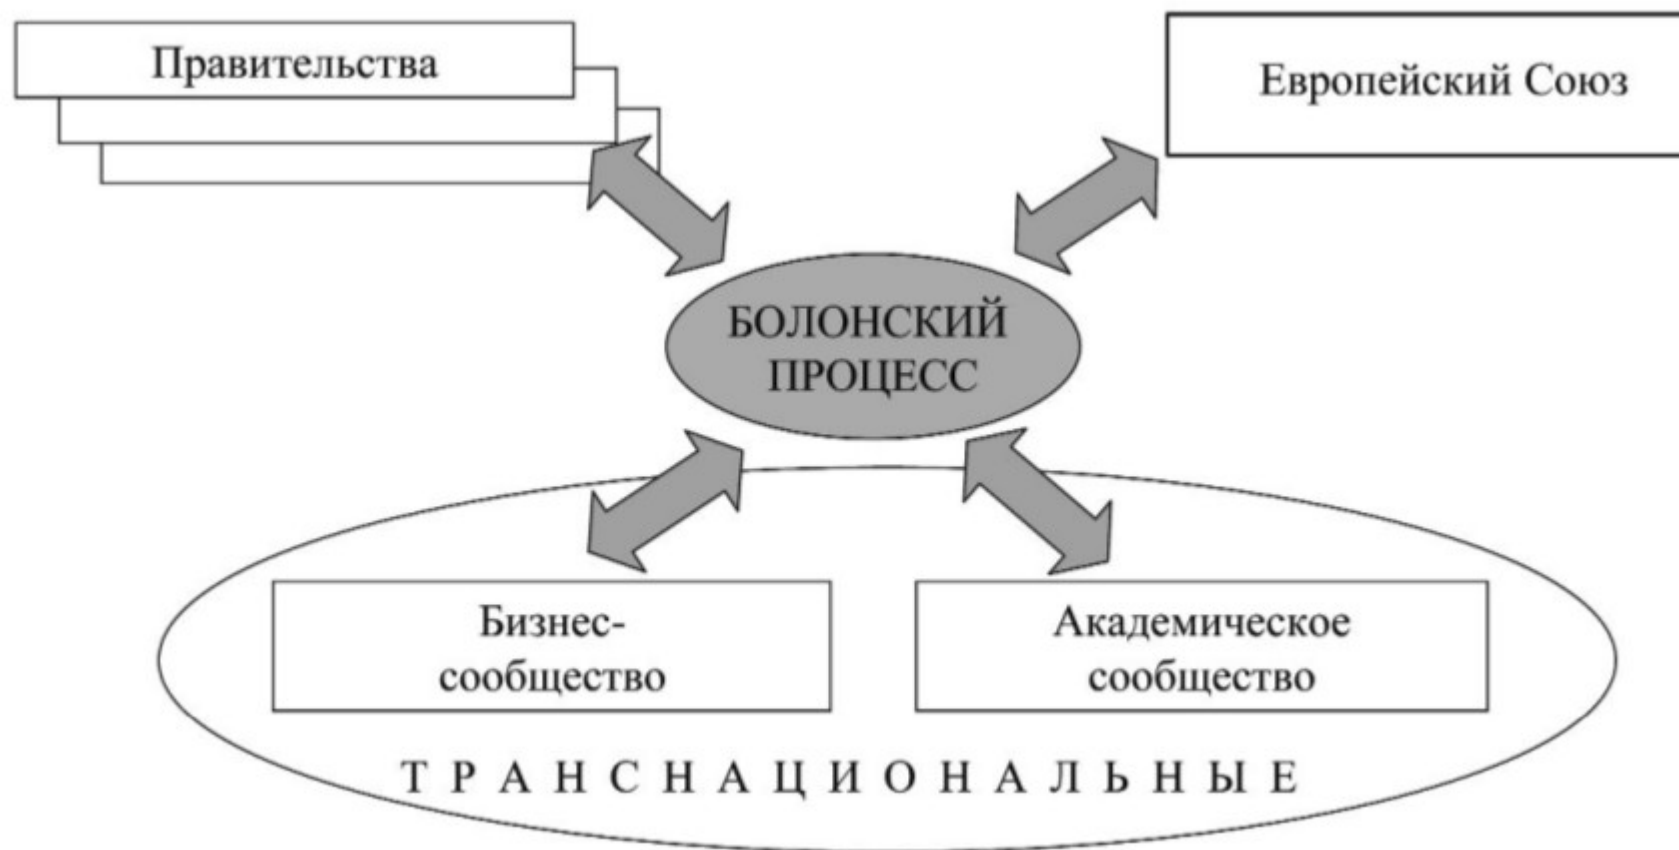 Правительства
Европейский Союз
БОЛОНСКИЙ
ПРОЦЕСС
Бизнес-
сообщество
Академическое
сообщество
ТРАНСНАЦИОНАЛЬНЫЕ